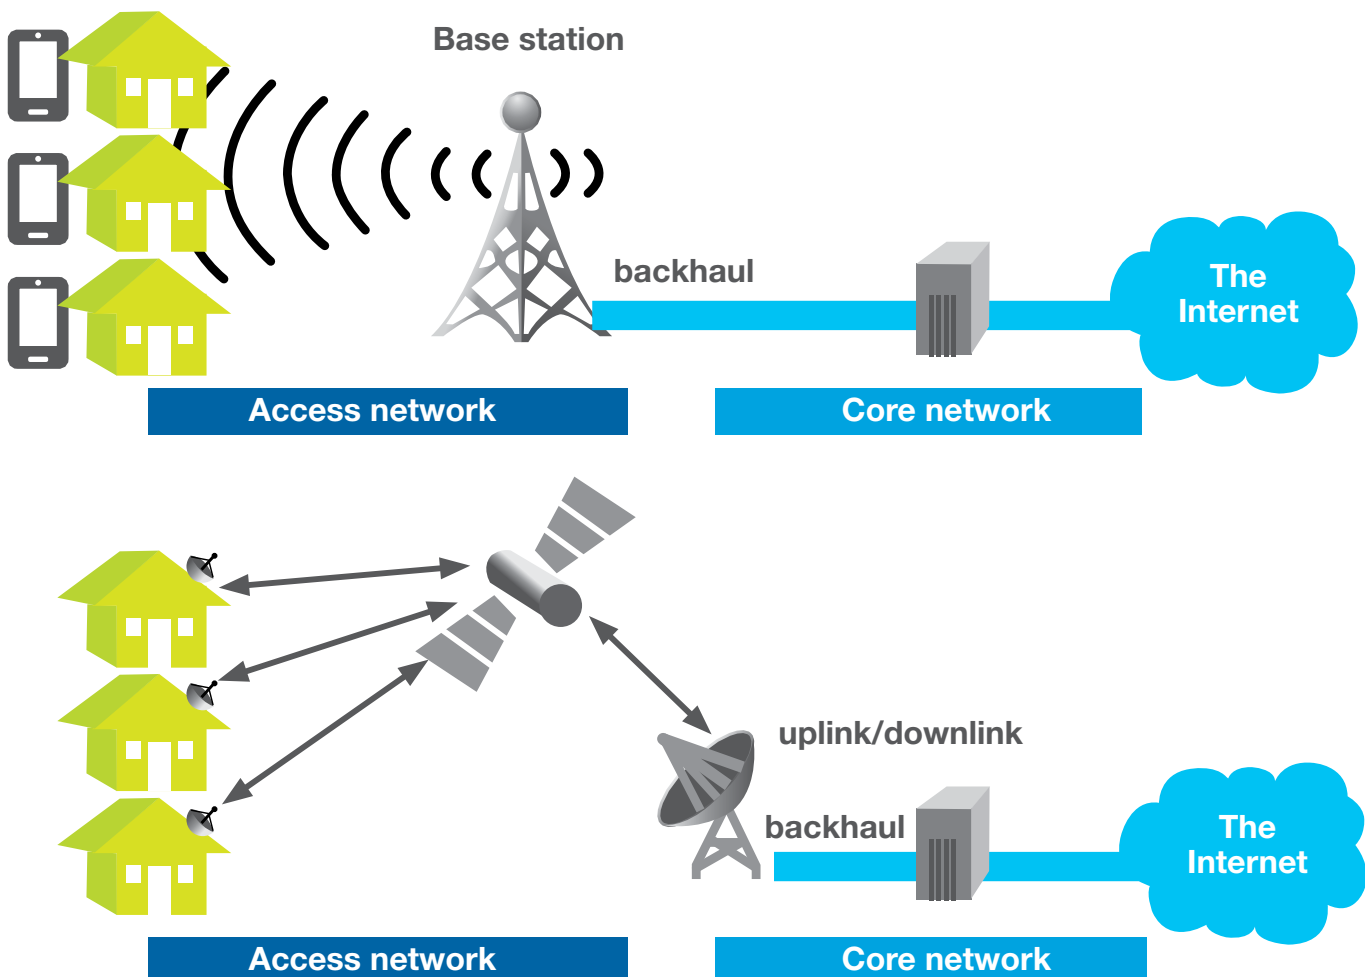 Base station
backhaul
The
Internet
Access network
Core network
uplink/downlink
backhaul
The
Internet
Access network
Core network